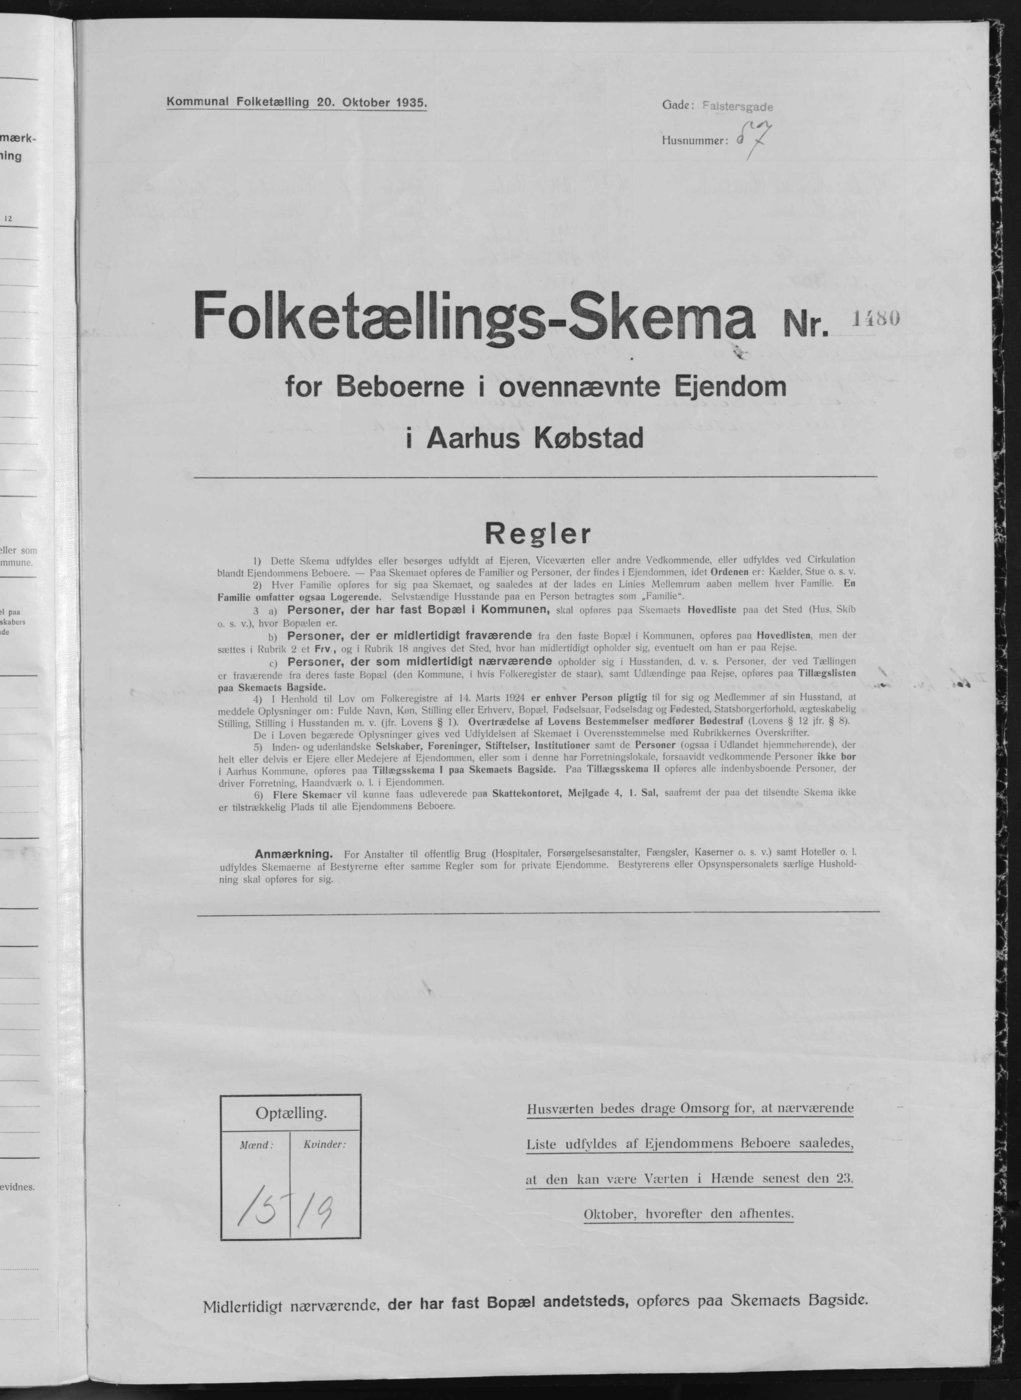 mærk-
ning
12
eller som
mmune.
el paa
skabers
de
evidnes.
Kommunal Folketælling 20. Oktober 1935.
Gade: Falstersgade
Husnummer: 57
Folketællings-Skema Nr. 1480
for Beboerne i ovennævnte Ejendom
i Aarhus Købstad
Regler
1) Dette Skema udfyldes eller besørges udfyldt af Ejeren, Viceværten eller andre Vedkommende, eller udfyldes ved Cirkulation
blandt Ejendommens Beboere. — Paa Skemaet opføres de Familier og Personer, der findes i Ejendommen, idet Ordenen er: Kælder, Stue o. s. v.
2) Hver Familie opføres for sig paa Skemaet, og saaledes at der lades en Linies Mellemrum aaben mellem hver Familie. En
Familie omfatter ogsaa Logerende. Selvstændige Husstande paa en Person betragtes som „Familie“.
3 a) Personer, der har fast Bopæl i Kommunen, skal opføres paa Skemaets Hovedliste paa det Sted (Hus, Skib
o. s. v.), hvor Bopælen er.
b) Personer, der er midlertidigt fraværende fra den faste Bopæl i Kommunen, opføres paa Hovedlisten, men der
sættes i Rubrik 2 et Frv., og i Rubrik 18 angives det Sted, hvor han midlertidigt opholder sig, eventuelt om han er paa Rejse.
c) Personer, der som midlertidigt nærværende opholder sig i Husstanden, d. v. s. Personer, der ved Tællingen
er fraværende fra deres faste Bopæl (den Kommune, i hvis Folkeregister de staar), samt Udlændinge paa Rejse, opføres paa Tillægslisten
paa Skemaets Bagside.
4) I Henhold til Lov om Folkeregistre af 14. Marts 1924 er enhver Person pligtig til for sig og Medlemmer af sin Husstand, at
meddele Oplysninger om: Fulde Navn, Køn, Stilling eller Erhverv, Bopæl, Fødselsaar, Fødselsdag og Fødested, Statsborgerforhold, ægteskabelig
Stilling, Stilling i Husstanden m. v. (jfr. Lovens § 1). Overtrædelse af Lovens Bestemmelser medfører Bødestraf (Lovens § 12 jfr. § 8).
De i Loven begærede Oplysninger gives ved Udfyldelsen af Skemaet i Overensstemmelse med Rubrikkernes Overskrifter.
5) Inden- og udenlandske Selskaber, Foreninger, Stiftelser, Institutioner samt de Personer (ogsaa i Udlandet hjemmehørende), der
helt eller delvis er Ejere eller Medejere af Ejendommen, eller som i denne har Forretningslokale, forsaavidt vedkommende Personer ikke bor
i Aarhus Kommune, opføres paa Tillægsskema I paa Skemaets Bagside. Paa Tillægsskema II opføres alle indenbysboende Personer, der
driver Forretning, Haandværk o. l. i Ejendommen.
6) Flere Skemaer vil kunne faas udleverede paa Skattekontoret, Mejlgade 4, 1. Sal, saafremt der paa det tilsendte Skema ikke
er tilstrækkelig Plads til alle Ejendommens Beboere.
Anmærkning. For Anstalter til offentlig Brug (Hospitaler, Forsørgelsesanstalter, Fængsler, Kaserner o. s. v.) samt Hoteller o. l.
udfyldes Skemaerne af Bestyrerne efter samme Regler som for private Ejendomme. Bestyrerens eller Opsynspersonalets særlige Hushold-
ning skal opføres for sig.
Optælling.
Mænd: Kvinder:
15 19
Husværten bedes drage Omsorg for, at nærværende
Liste udfyldes af Ejendommens Beboere saaledes,
at den kan være Værten i Hænde senest den 23.
Oktober, hvorefter den afhentes.
Midlertidigt nærværende, der har fast Bopæl andetsteds, opføres paa Skemaets Bagside.